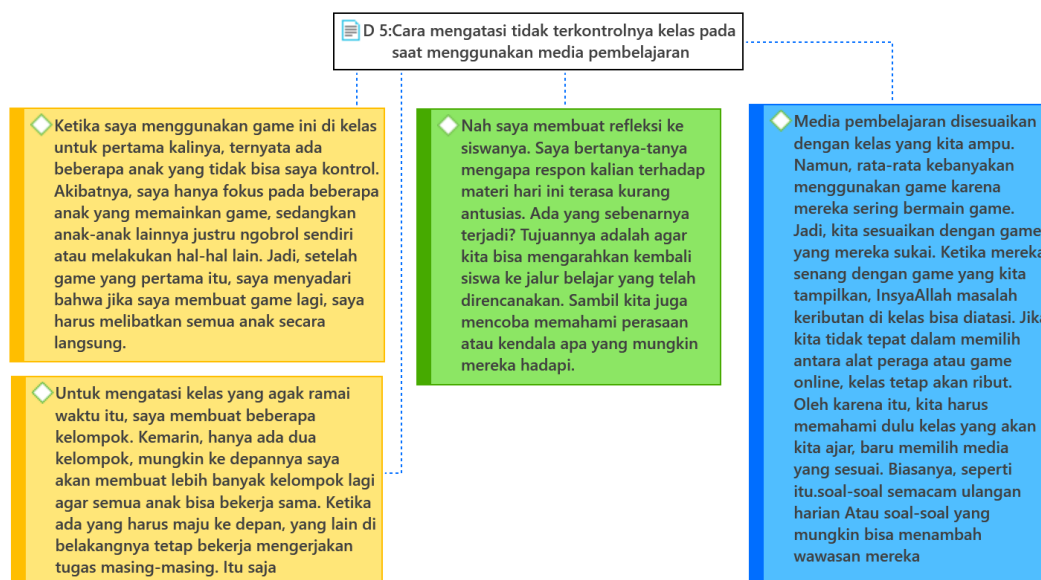 D 5:Cara mengatasi tidak terkontrolnya kelas pada
saat menggunakan media pembelajaran
Ketika saya menggunakan game ini di kelas
untuk pertama kalinya, ternyata ada
beberapa anak yang tidak bisa saya kontrol.
Akibatnya, saya hanya fokus pada beberapa
anak yang memainkan game, sedangkan
anak-anak lainnya justru ngobrol sendiri
atau melakukan hal-hal lain. Jadi, setelah
game yang pertama itu, saya menyadari
bahwa jika saya membuat game lagi, saya
harus melibatkan semua anak secara
langsung.
Untuk mengatasi kelas yang agak ramai
waktu itu, saya membuat beberapa
kelompok. Kemarin, hanya ada dua
kelompok, mungkin ke depannya saya
akan membuat lebih banyak kelompok lagi
agar semua anak bisa bekerja sama. Ketika
ada yang harus maju ke depan, yang lain di
belakangnya tetap bekerja mengerjakan
tugas masing-masing. Itu saja
Nah saya membuat refleksi ke
siswanya. Saya bertanya-tanya
mengapa respon kalian terhadap
materi hari ini terasa kurang
antusias. Ada yang sebenarnya
terjadi? Tujuannya adalah agar
kita bisa mengarahkan kembali
siswa ke jalur belajar yang telah
direncanakan. Sambil kita juga
mencoba memahami perasaan
atau kendala apa yang mungkin
mereka hadapi.
Media pembelajaran disesuaikan
dengan kelas yang kita ampu.
Namun, rata-rata kebanyakan
menggunakan game karena
mereka sering bermain game.
Jadi, kita sesuaikan dengan game
yang mereka sukai. Ketika mereka
senang dengan game yang kita
tampilkan, InsyaAllah masalah
keributan di kelas bisa diatasi. Jika
kita tidak tepat dalam memilih
antara alat peraga atau game
online, kelas tetap akan ribut.
Oleh karena itu, kita harus
memahami dulu kelas yang akan
kita ajar, baru memilih media
yang sesuai. Biasanya, seperti
itu.soal-soal semacam ulangan
harian Atau soal-soal yang
mungkin bisa menambah
wawasan mereka